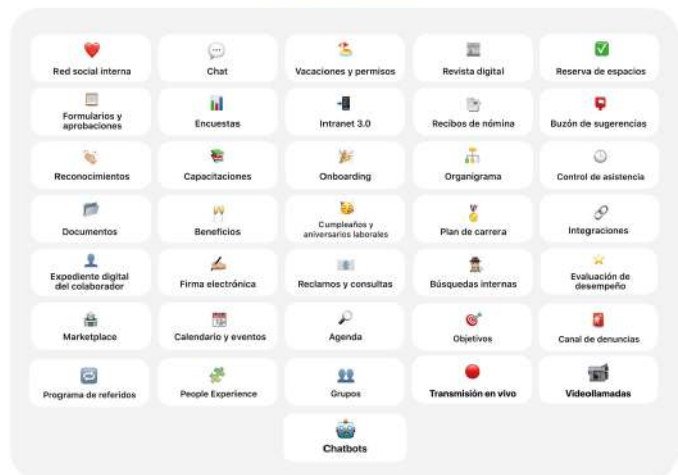 Red social interna
Chat
Vacaciones y permisos
Revista digital
Reserva de espacios
Formularios y
aprobaciones
Encuestas
Intranet 3.0
Recibos de nómina
Buzón de sugerencias
Reconocimientos
Capacitaciones
Onboarding
Organigrama
Control de asistencia
Documentos
Beneficios
Cumpleaños y
aniversarios laborales
Plan de carrera
Integraciones
Expediente digital
del colaborador
Firma electrónica
Reclamos y consultas
Búsquedas internas
Evaluación de
desempeño
Marketplace
Calendario y eventos
Agenda
Objetivos
Canal de denuncias
Programa de referidos
People Experience
Grupos
Transmisión en vivo
Videollamadas
Chatbots